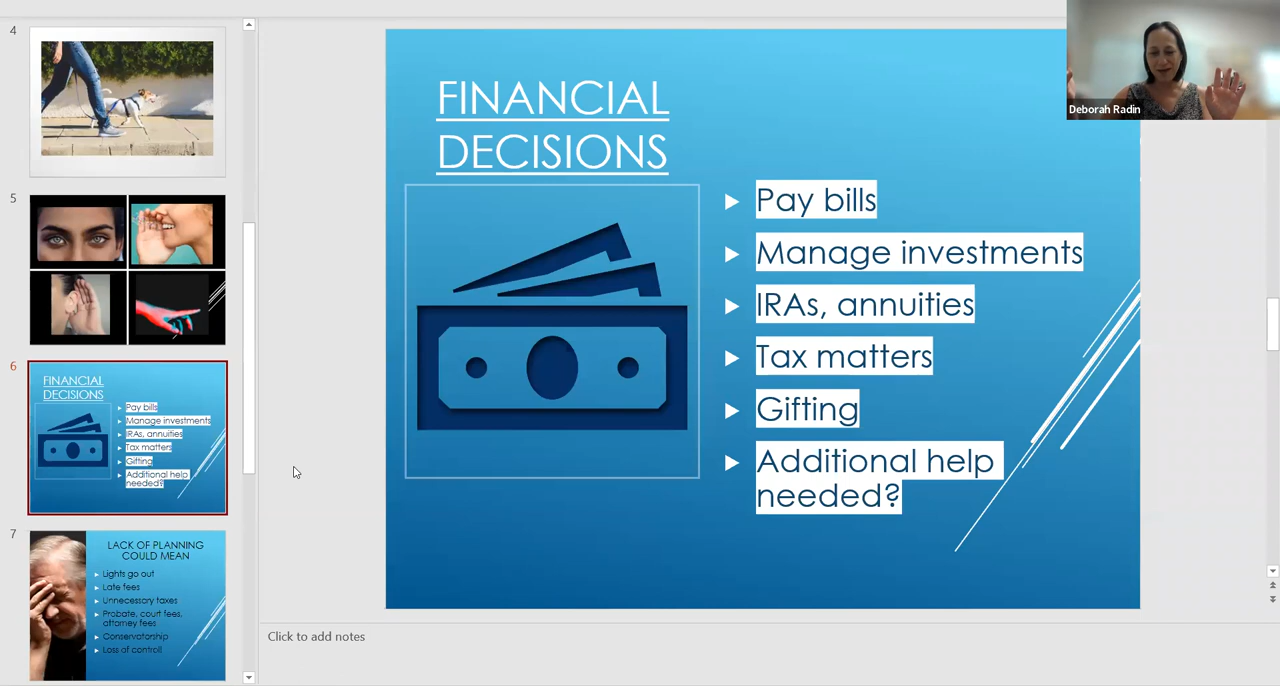 4
5
6
FINANCIAL
DECISIONS
Pay bills
Manage investments
IRAs, annuities
Tax matters
Gifting
Additional help
needed?
7
LACK OF PLANNING
COULD MEAN
Lights go out
Late fees
Unnecessary taxes
Probate, court fees,
attorney fees
Conservatorship
Loss of control!
FINANCIAL
DECISIONS
Pay bills
Manage investments
IRAs, annuities
Tax matters
Gifting
Additional help
needed?
Click to add notes
Deborah Radin